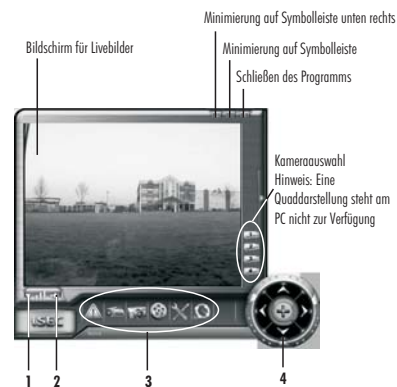 Minimierung auf Symbolleiste unten rechts
Bildschirm für Livebilder
Minimierung auf Symbolleiste
Schließen des Programms
Kameraauswahl
Hinweis: Eine
Quaddarstellung steht am
PC nicht zur Verfügung
1 2 3 4